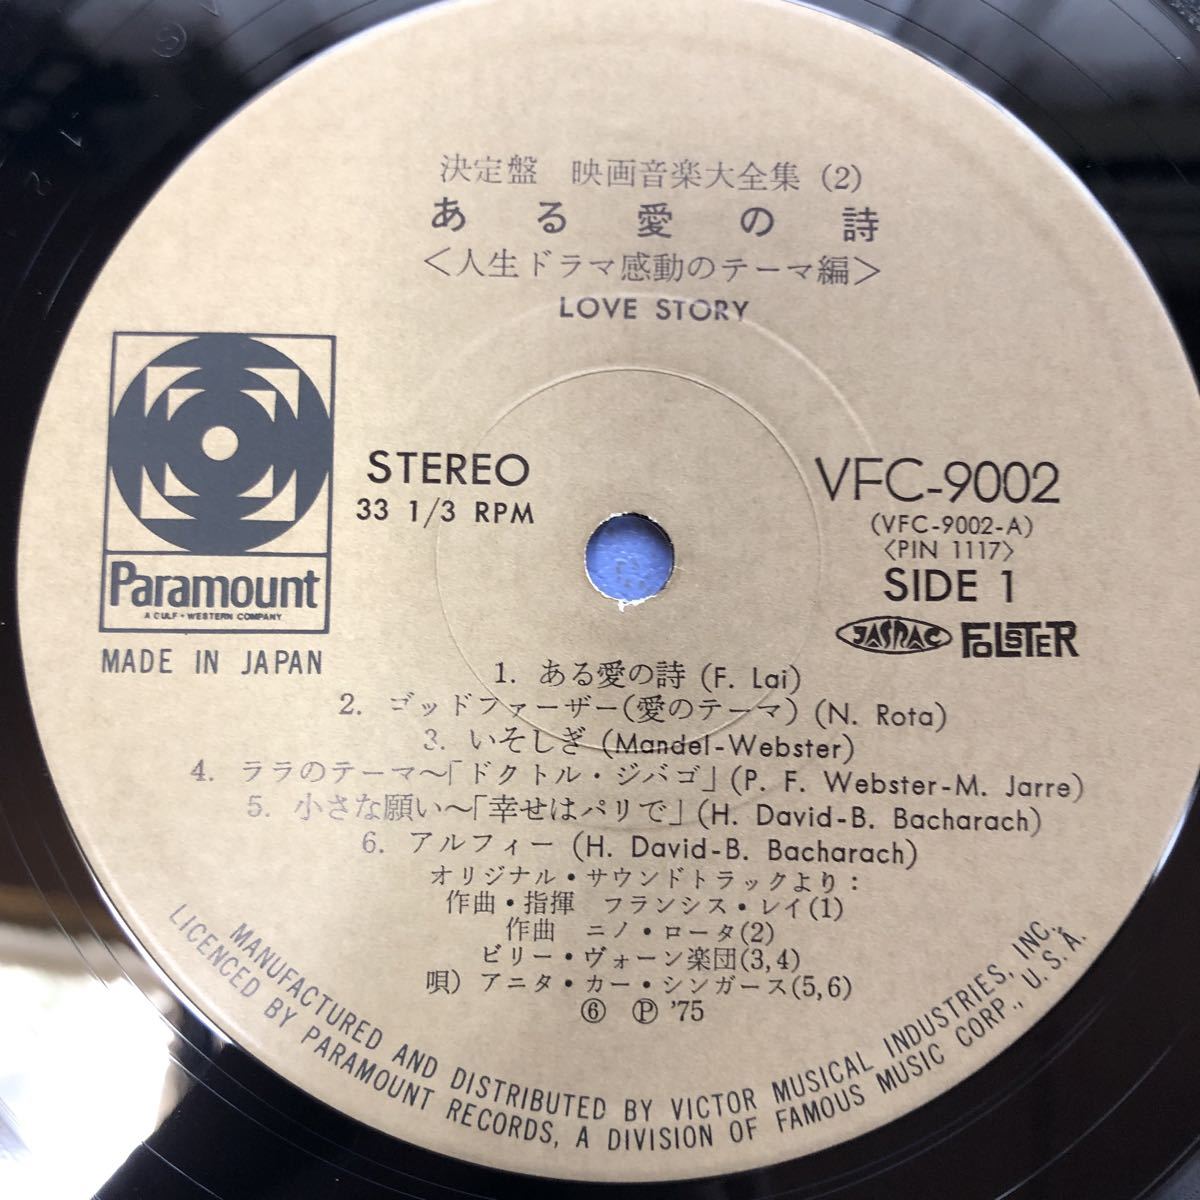 決定盤 映画音楽大全集 (2)
ある愛の詩
<人生ドラマ感動のテーマ編>
LOVE STORY
Paramount
A GULF+WESTERN COMPANY
MADE IN JAPAN
STEREO
33 1/3 RPM
VFC-9002
(VFC-9002-A)
<PIN 1117>
SIDE 1
JASRAC FOLSTER
1. ある愛の詩 (F. Lai)
2. ゴッドファーザー(愛のテーマ) (N. Rota)
3. いそしぎ (Mandel-Webster)
4. ララのテーマ~「ドクトル・ジバゴ」(P. F. Webster-M. Jarre)
5. 小さな願い~「幸せはパリで」(H. David-B. Bacharach)
6. アルフィー (H. David-B. Bacharach)
オリジナル・サウンドトラックより:
作曲・指揮 フランシス・レイ(1)
作曲 ニノ・ロータ(2)
ビリー・ヴォーン楽団(3,4)
唄) アニタ・カー・シンガーズ(5,6)
⑥ Ⓟ '75
MANUFACTURED AND DISTRIBUTED BY VICTOR MUSICAL INDUSTRIES, INC.,
LICENCED BY PARAMOUNT RECORDS, A DIVISION OF FAMOUS MUSIC CORP., U.S.A.